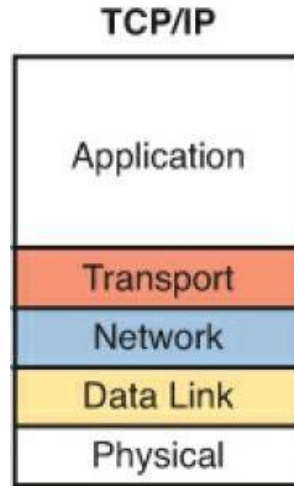 TCP/IP
Application
Transport
Network
Data Link
Physical